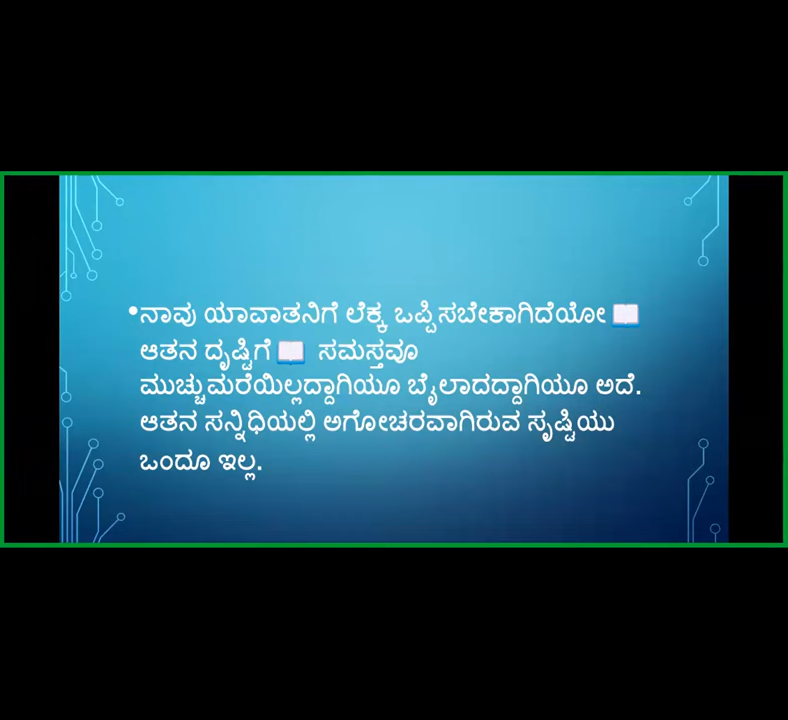 •ನಾವು ಯಾವಾತನಿಗೆ ಲೆಕ್ಕ ಒಪ್ಪಿಸಬೇಕಾಗಿದೆಯೋ 📖
ಆತನ ದೃಷ್ಟಿಗೆ 📖 ಸಮಸ್ತವೂ
ಮುಚ್ಚುಮರೆಯಿಲ್ಲದ್ದಾಗಿಯೂ ಬೈಲಾದದ್ದಾಗಿಯೂ ಅದೆ.
ಆತನ ಸನ್ನಿಧಿಯಲ್ಲಿ ಅಗೋಚರವಾಗಿರುವ ಸೃಷ್ಟಿಯು
ಒಂದೂ ಇಲ್ಲ.